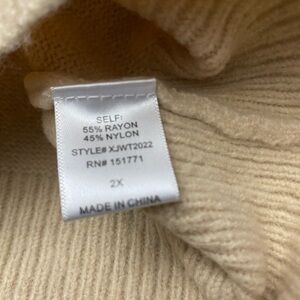 SELF:
55% RAYON
45% NYLON
STYLE# XJWT2022
RN# 151771
2X
MADE IN CHINA